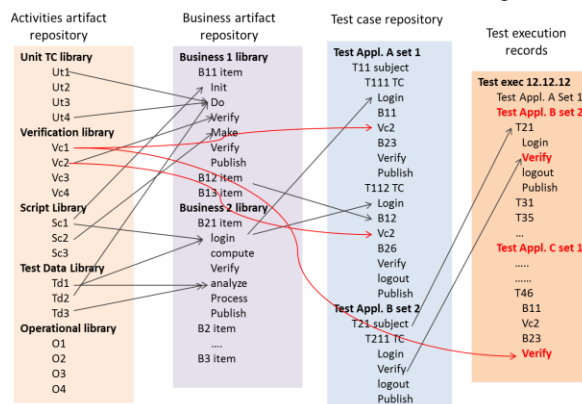 Activities artifact
repository
Unit TC library
Ut1
Ut2
Ut3
Ut4
Verification library
Vc1
Vc2
Vc3
Vc4
Script Library
Sc1
Sc2
Sc3
Test Data Library
Td1
Td2
Td3
Operational library
O1
O2
O3
O4
Business artifact
repository
Business 1 library
B11 item
Init
Do
Verify
Make
Verify
Publish
B12 item
B13 item
Business 2 library
B21 item
login
compute
Verify
analyze
Process
Publish
B2 item
....
B3 item
Test case repository
Test Appl. A set 1
T11 subject
T111 TC
Login
B11
Vc2
B23
Verify
Publish
T112 TC
Login
B12
Vc2
B26
Verify
logout
Publish
Test Appl. B set 2
T21 subject
T211 TC
Login
Verify
logout
Publish
Test execution
records
Test exec 12.12.12
Test Appl. A Set 1
Test Appl. B set 2
T21
Login
Verify
logout
Publish
T31
T35
...
Test Appl. C set 1
.....
......
T46
B11
Vc2
B23
Verify